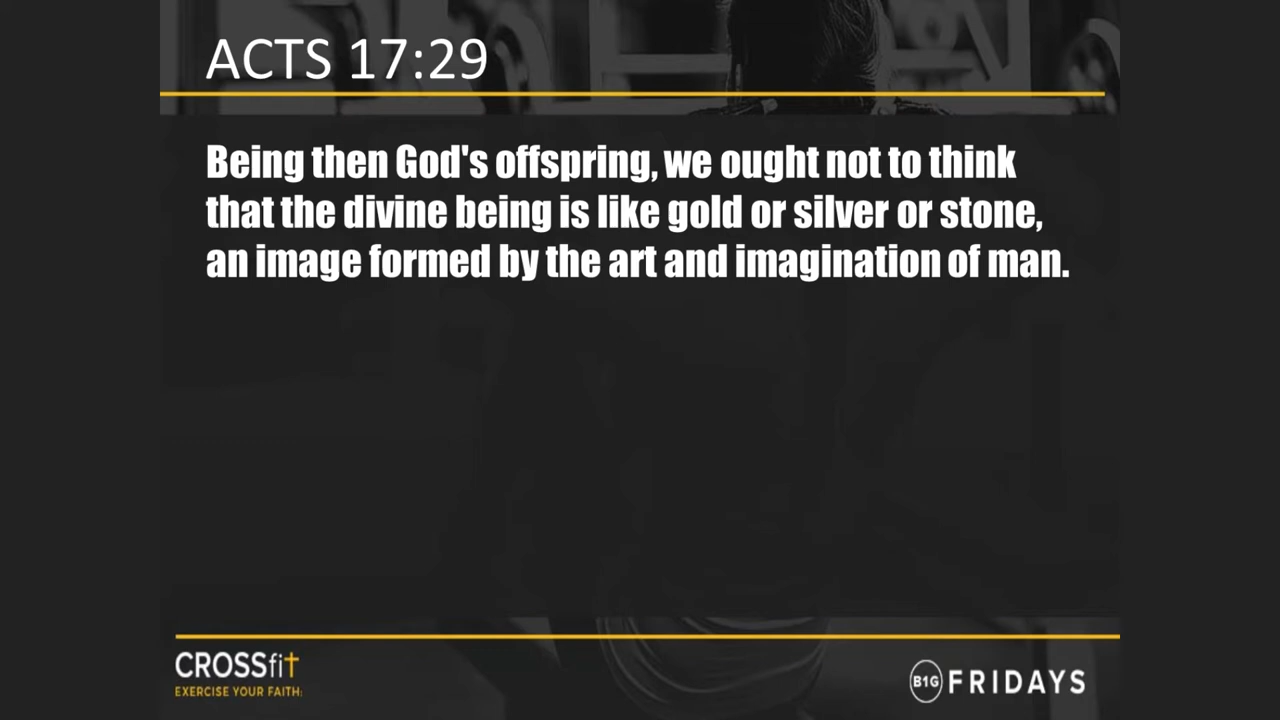 ACTS 17:29
Being then God's offspring, we ought not to think
that the divine being is like gold or silver or stone,
an image formed by the art and imagination of man.
CROSSfit
EXERCISE YOUR FAITH:
B1G FRIDAYS